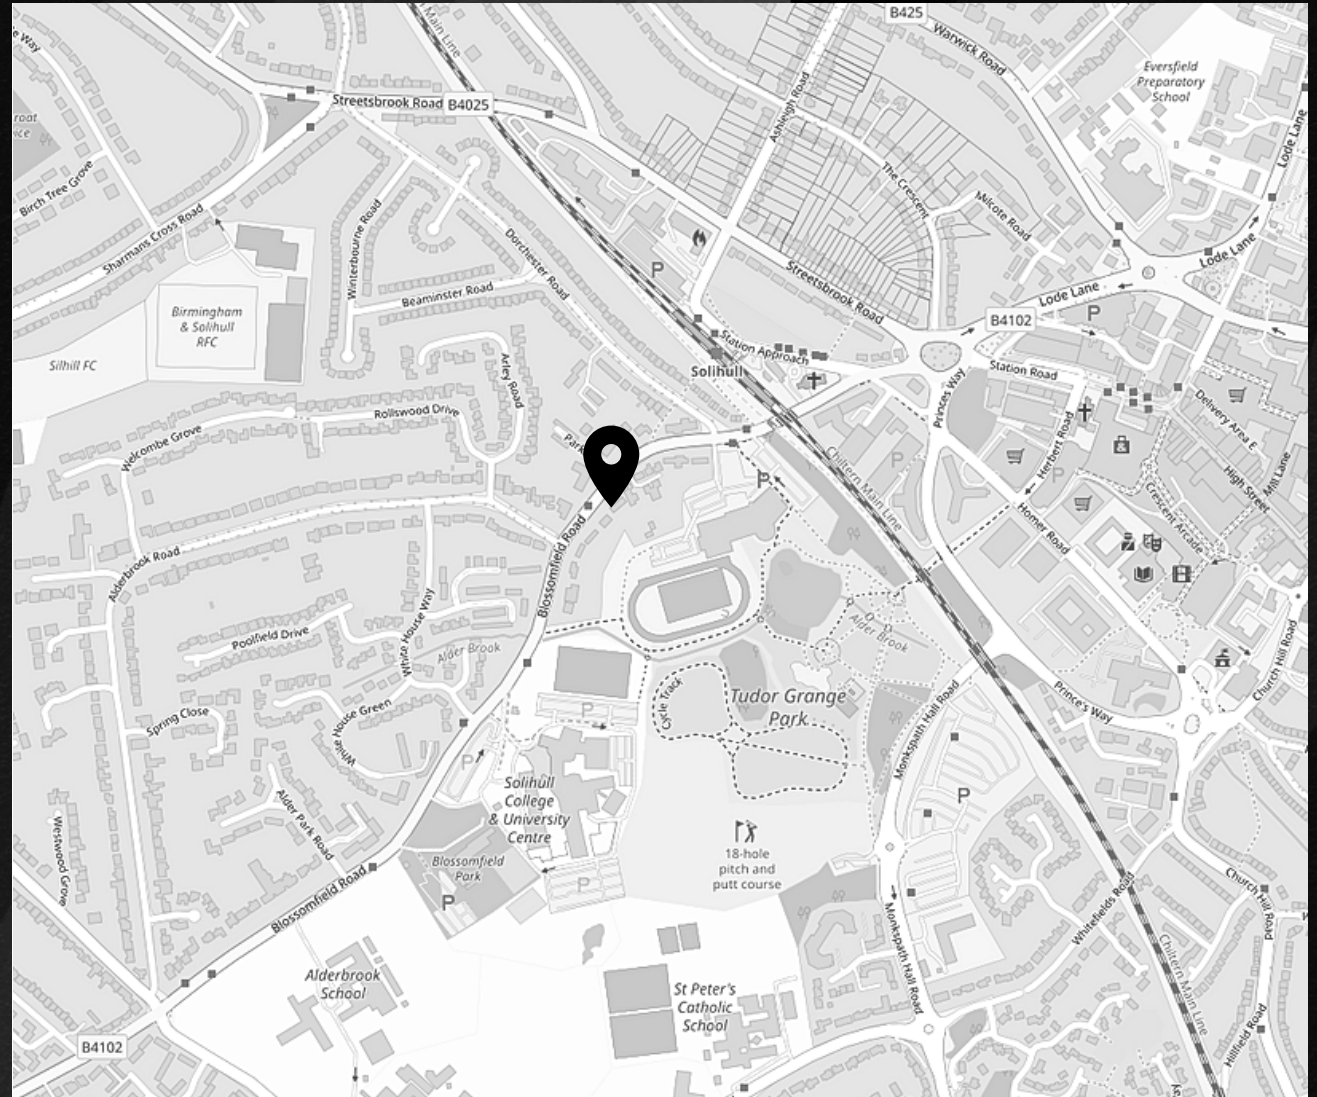 B425
Main Line
Warwick Road
Eversfield
Preparatory
School
Streetsbrook Road
B4025
Ashleigh Road
Lode Lane
Birch Tree Grove
The Crescent
Wilcote Road
Sharmans Cross Road
Winterbourne Road
Dorchester Road
Lode Lane
P
Streetsbrook Road
Beaminster Road
Lode Lane
P
B4102
Birmingham
& Solihull
RFC
Station Approach
Silhill FC
Solihull
Station Road
Arley Road
Princes Way
Rollswood Drive
Delivery Area E
Welcombe Grove
Herbert Road
Park
P
P
P
Chiltern Main Line
High Street
Mill Lane
Crescent Arcade
Homer Road
Alderbrook Road
Blossomfield Road
White House Way
Poolfield Drive
Alder Brook
Alder Brook
Church Hill Road
Cycle Track
Tudor Grange
Park
Prince's Way
Spring Close
White House Green
P
Monkspath Hall Road
P
Solihull
College
& University
Centre
P
Alder Park Road
Westwood Grove
18-hole
pitch and
putt course
Blossomfield
Park
P
P
Blossomfield Road
Church Hill Road
Whitefields Road
Monkspath Hall Road
Alderbrook
School
St Peter's
Catholic
School
Chiltern Main Line
Hillfield Road
B4102